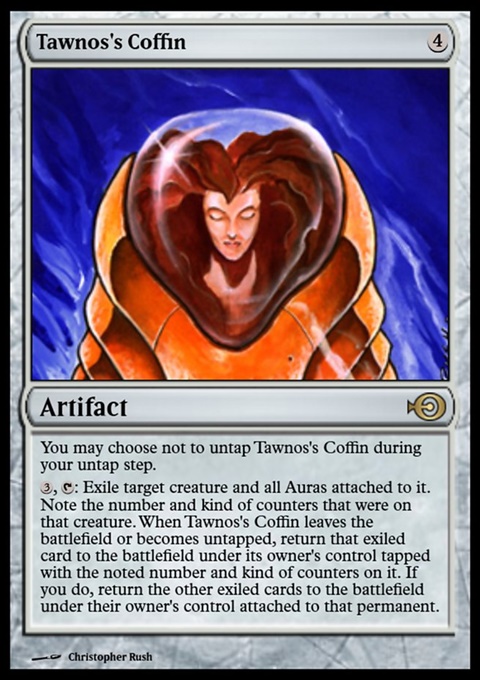 Tawnos's Coffin 4
Artifact
You may choose not to untap Tawnos's Coffin during
your untap step.
3, T: Exile target creature and all Auras attached to it.
Note the number and kind of counters that were on
that creature. When Tawnos's Coffin leaves the
battlefield or becomes untapped, return that exiled
card to the battlefield under its owner's control tapped
with the noted number and kind of counters on it. If
you do, return the other exiled cards to the battlefield
under their owner's control attached to that permanent.
Christopher Rush